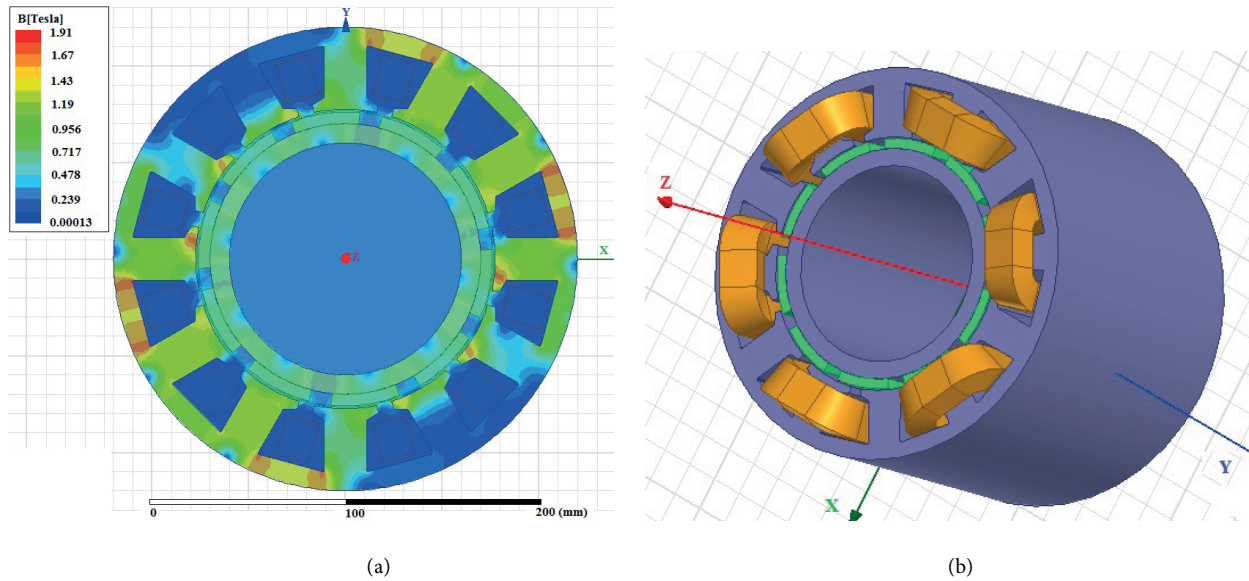 B[Tesla]
1.91
1.67
1.43
1.19
0.956
0.717
0.478
0.239
0.00013
Y
Z
X
0 100 200 (mm)
(a)
Z
Y
X
(b)